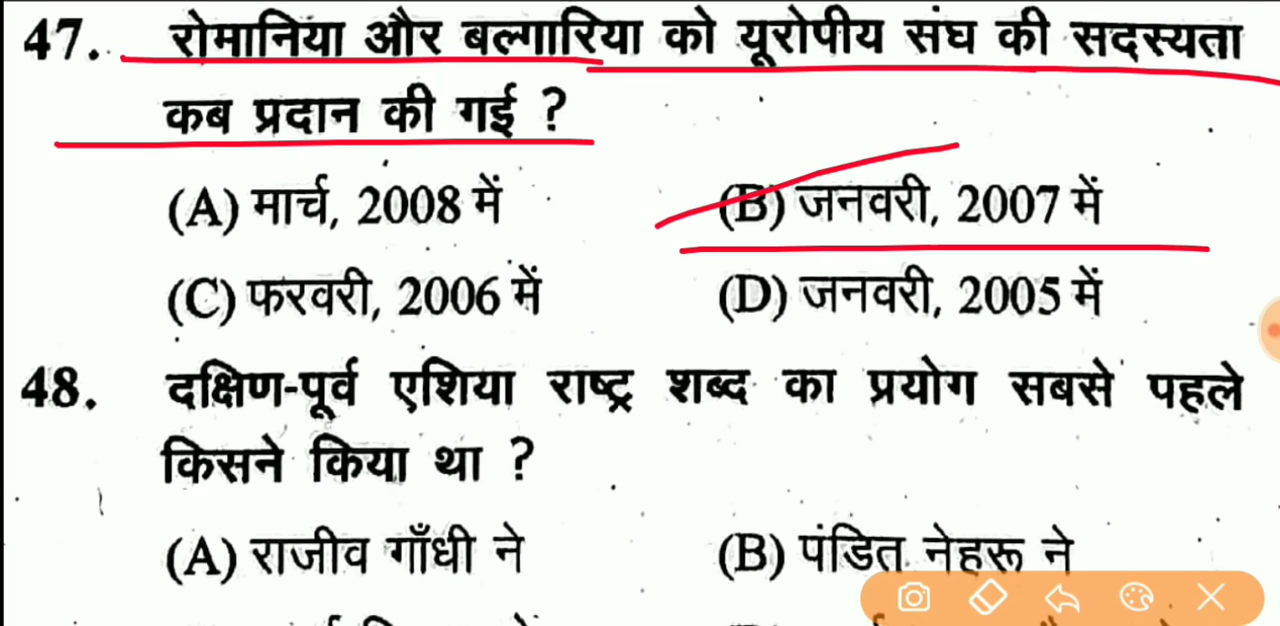 47. रोमानिया और बल्गारिया को यूरोपीय संघ की सदस्यता
कब प्रदान की गई ?
(A) मार्च, 2008 में (B) जनवरी, 2007 में
(C) फरवरी, 2006 में (D) जनवरी, 2005 में
48. दक्षिण-पूर्व एशिया राष्ट्र शब्द का प्रयोग सबसे पहले
किसने किया था ?
(A) राजीव गाँधी ने (B) पंडित नेहरू ने